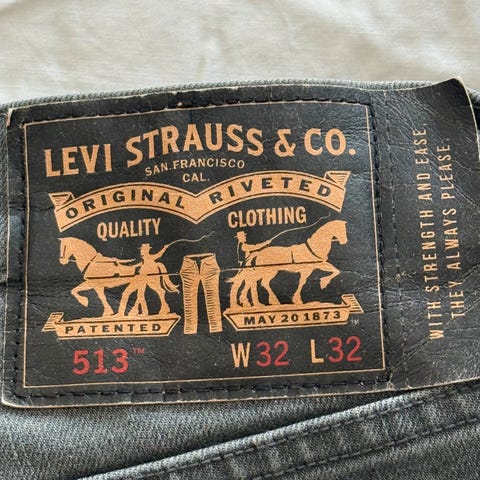 LEVI STRAUSS & CO.
SAN.FRANCISCO
CAL.
ORIGINAL RIVETED
QUALITY CLOTHING
PATENTED MAY 20 1873 ™
513™ W32 L32
WITH STRENGTH AND EASE
THEY ALWAYS PLEASE.